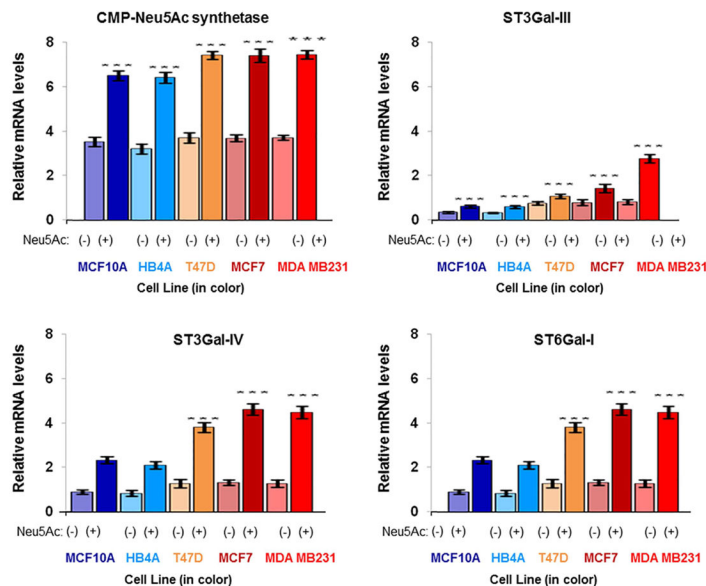 CMP-Neu5Ac synthetase
Relative mRNA levels
8
6
4
2
0
Neu5Ac: (-) (+) (-) (+) (-) (+) (-) (+) (-) (+)
MCF10A HB4A T47D MCF7 MDA MB231
Cell Line (in color)
ST3Gal-III
Relative mRNA levels
8
6
4
2
0
Neu5Ac: (-) (+) (-) (+) (-) (+) (-) (+) (-) (+)
MCF10A HB4A T47D MCF7 MDA MB231
Cell Line (in color)
ST3Gal-IV
Relative mRNA levels
8
6
4
2
0
Neu5Ac: (-) (+) (-) (+) (-) (+) (-) (+) (-) (+)
MCF10A HB4A T47D MCF7 MDA MB231
Cell Line (in color)
ST6Gal-I
Relative mRNA levels
8
6
4
2
0
Neu5Ac: (-) (+) (-) (+) (-) (+) (-) (+) (-) (+)
MCF10A HB4A T47D MCF7 MDA MB231
Cell Line (in color)